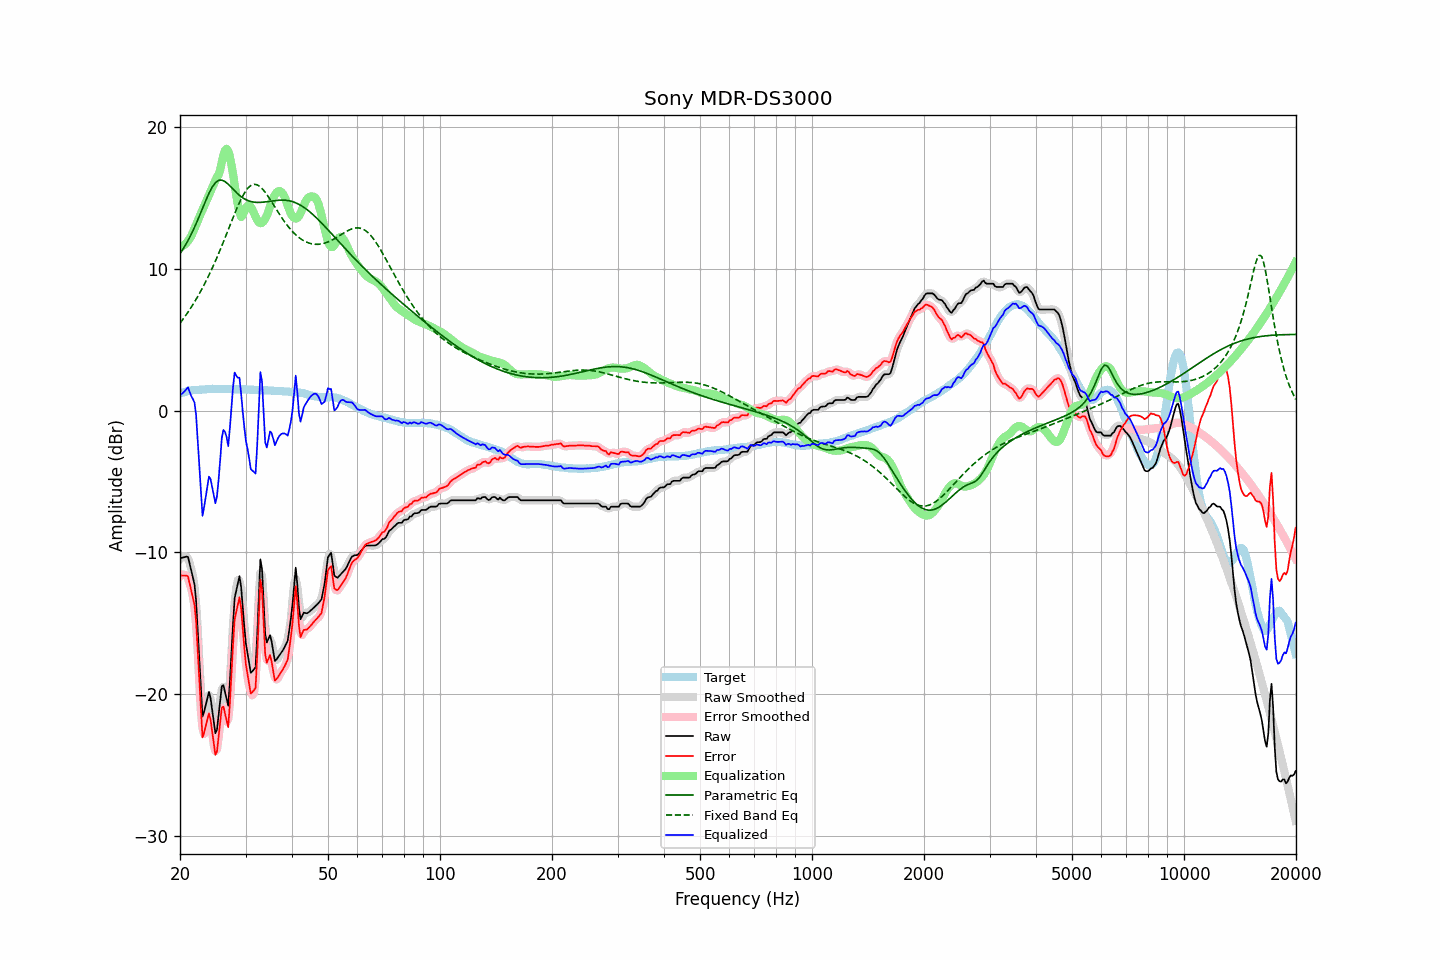 Sony MDR-DS3000
Amplitude (dBr)
20
10
0
−10
−20
−30
Target
Raw Smoothed
Error Smoothed
Raw
Error
Equalization
Parametric Eq
Fixed Band Eq
Equalized
20 50 100 200 500 1000 2000 5000 10000 20000
Frequency (Hz)